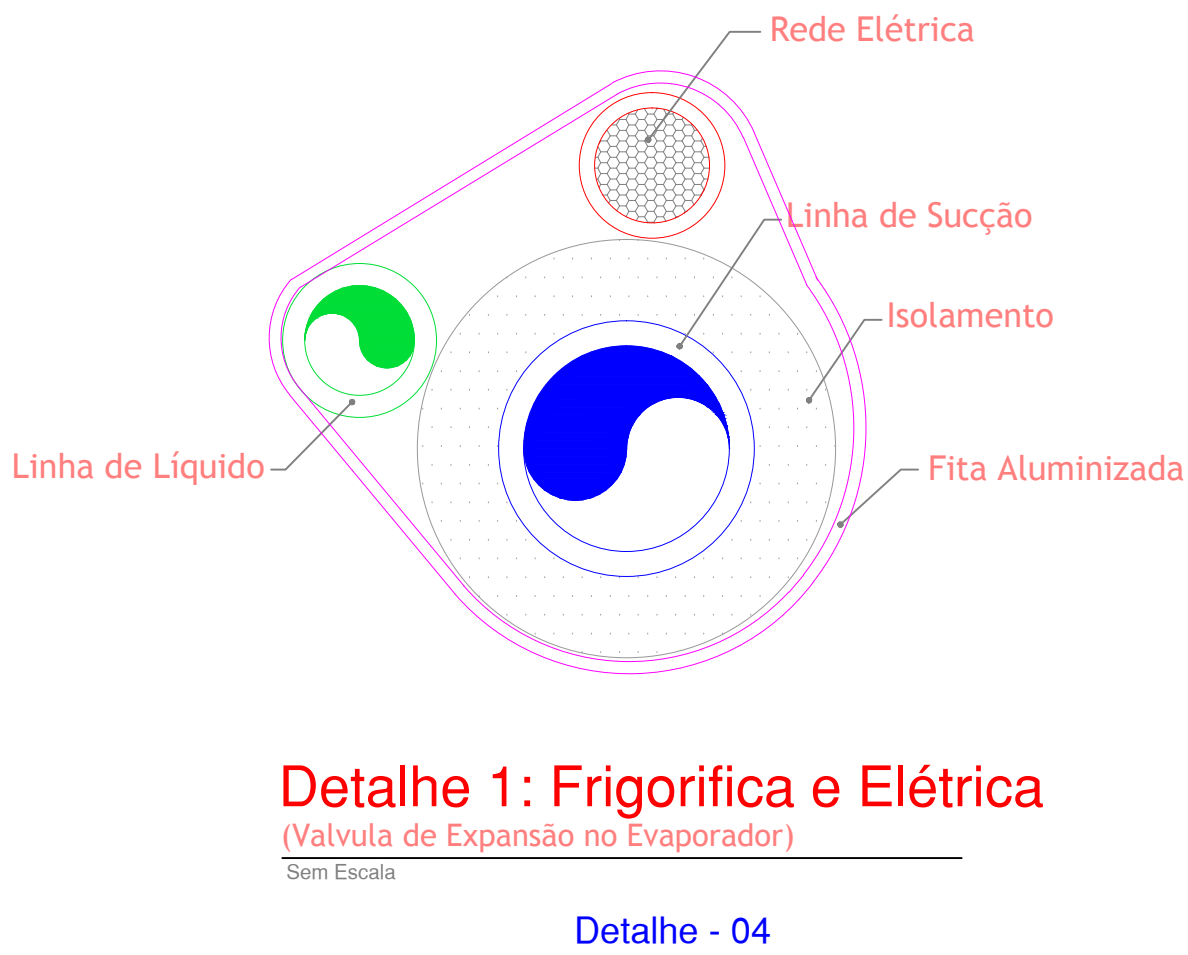 Rede Elétrica
Linha de Sucção
Isolamento
Linha de Líquido
Fita Aluminizada
Detalhe 1: Frigorifica e Elétrica
(Valvula de Expansão no Evaporador)
Sem Escala
Detalhe - 04